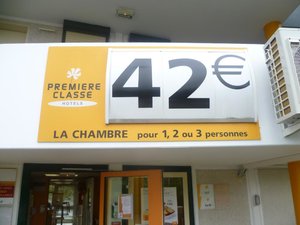 PREMIERE
CLASSE
HOTELS
42€
LA CHAMBRE pour 1, 2 ou 3 personnes